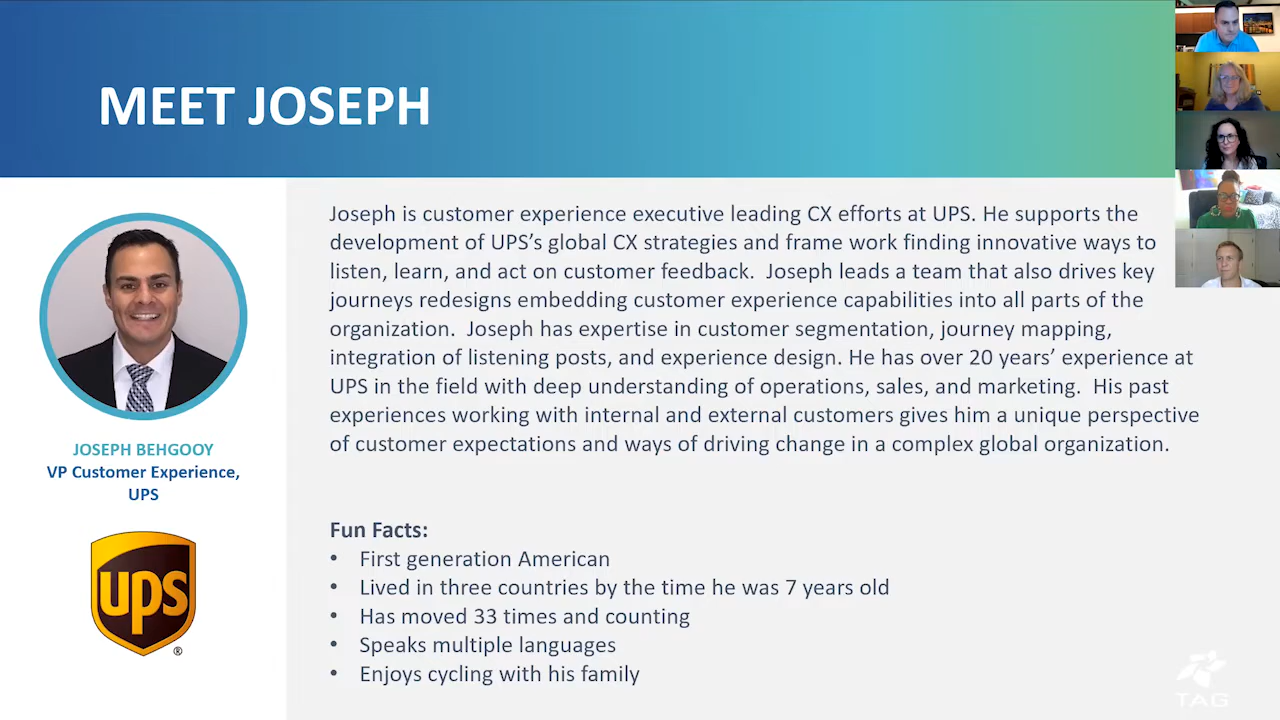 MEET JOSEPH
Joseph is customer experience executive leading CX efforts at UPS. He supports the
development of UPS’s global CX strategies and frame work finding innovative ways to
listen, learn, and act on customer feedback.  Joseph leads a team that also drives key
journeys redesigns embedding customer experience capabilities into all parts of the
organization.  Joseph has expertise in customer segmentation, journey mapping,
integration of listening posts, and experience design. He has over 20 years’ experience at
UPS in the field with deep understanding of operations, sales, and marketing.  His past
experiences working with internal and external customers gives him a unique perspective
of customer expectations and ways of driving change in a complex global organization.
JOSEPH BEHGOOY
VP Customer Experience,
UPS
ups
®
Fun Facts:
• First generation American
• Lived in three countries by the time he was 7 years old
• Has moved 33 times and counting
• Speaks multiple languages
• Enjoys cycling with his family
TAG